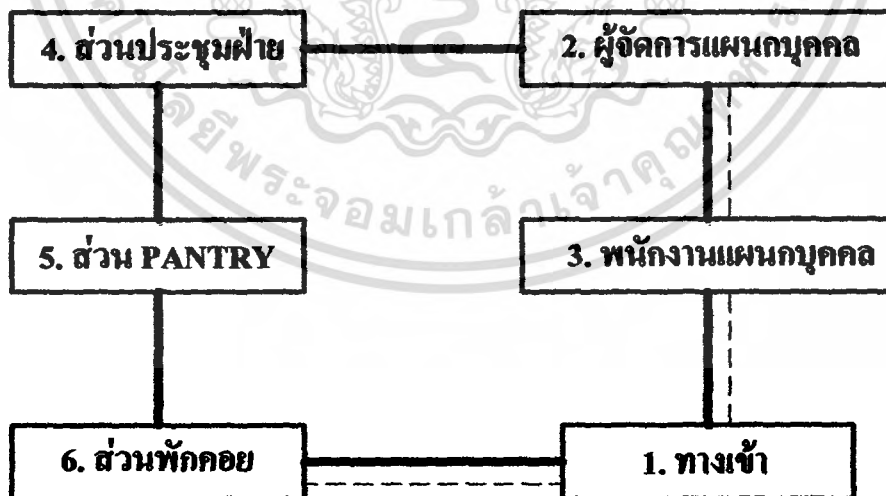 4. ส่วนประชุมฝ่าย
2. ผู้จัดการแผนกบุคคล
5. ส่วน PANTRY
3. พนักงานแผนกบุคคล
6. ส่วนพักคอย
1. ทางเข้า